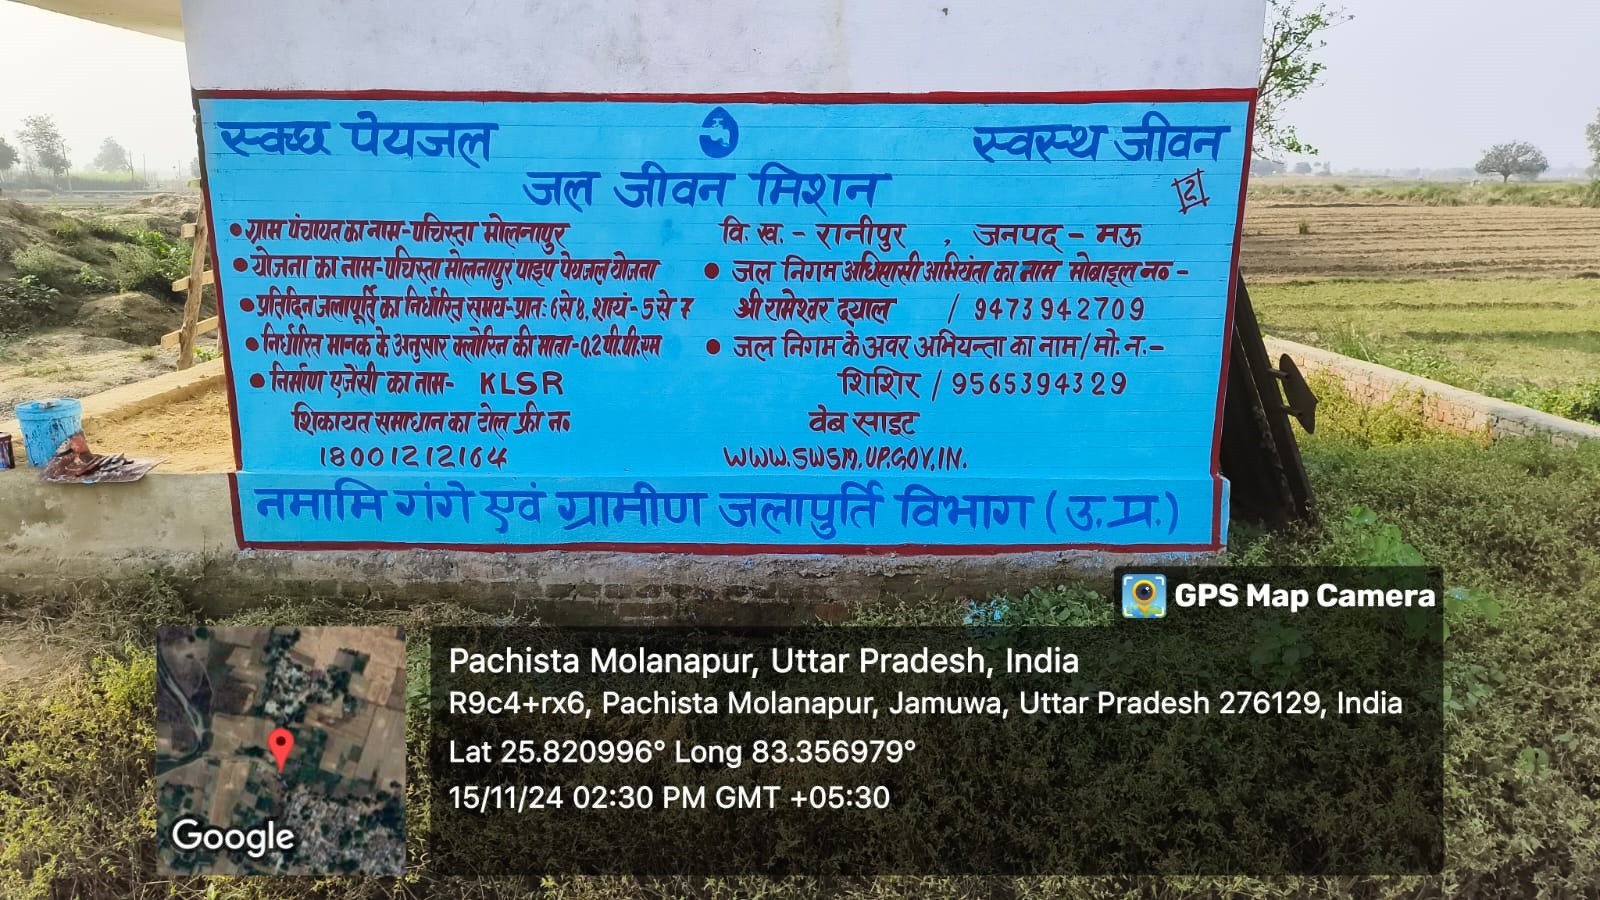 स्वच्छ पेयजल
स्वस्थ जीवन
जल जीवन मिशन
2
• ग्राम पंचायत का नाम-पचिस्ता मोलनापुर
वि. ख. - रानीपुर , जनपद - मऊ
• योजना का नाम-पचिस्ता मोलनापुर पाइप पेयजल योजना
• जल निगम अधिसासी अभियंता का नाम मोबाइल न० -
• प्रतिदिन जलापूर्ति का निर्धारित समय-प्रातः 6 से 8, शायं - 5 से 7
श्री रामेश्वर दयाल / 9473942709
• निर्धारित मानक के अनुसार क्लोरिन की माता-0.2 पी.पी.एम
• जल निगम के अवर अभियन्ता का नाम / मो. न. -
• निर्माण एजेंसी का नाम- KLSR
शिशिर / 9565394329
शिकायत समाधान का टोल फ्री न०
वेब साइट
18001212164
WWW.SWSM.UP.GOV.IN.
नमामि गंगे एवं ग्रामीण जलापुर्ति विभाग (उ.प्र.)
GPS Map Camera
Pachista Molanapur, Uttar Pradesh, India
R9c4+rx6, Pachista Molanapur, Jamuwa, Uttar Pradesh 276129, India
Lat 25.820996° Long 83.356979°
15/11/24 02:30 PM GMT +05:30
Google